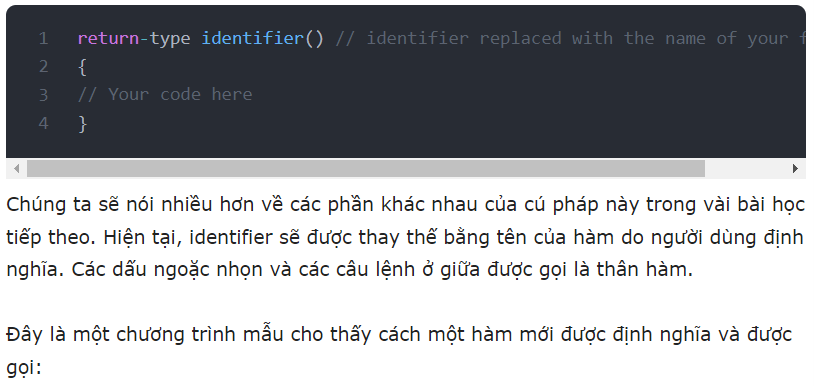 1 return-type identifier() // identifier replaced with the name of your f
2 {
3 // Your code here
4 }
Chúng ta sẽ nói nhiều hơn về các phần khác nhau của cú pháp này trong vài bài học
tiếp theo. Hiện tại, identifier sẽ được thay thế bằng tên của hàm do người dùng định
nghĩa. Các dấu ngoặc nhọn và các câu lệnh ở giữa được gọi là thân hàm.
Đây là một chương trình mẫu cho thấy cách một hàm mới được định nghĩa và được
gọi: